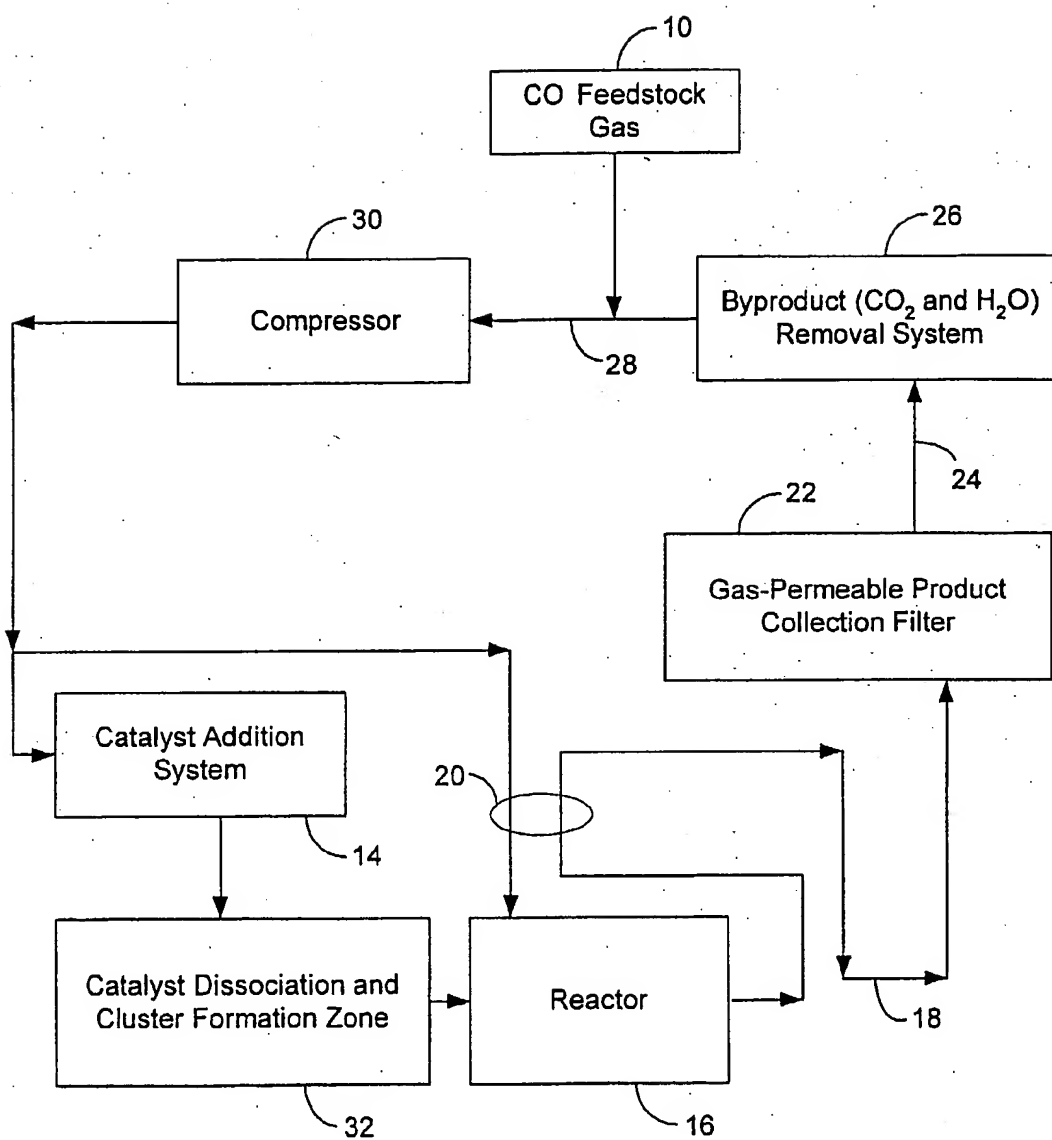 10
CO Feedstock
Gas
30
26
Compressor
Byproduct (CO₂ and H₂O)
Removal System
28
24
22
Gas-Permeable Product
Collection Filter
Catalyst Addition
System
20
14
Catalyst Dissociation and
Cluster Formation Zone
Reactor
18
32
16